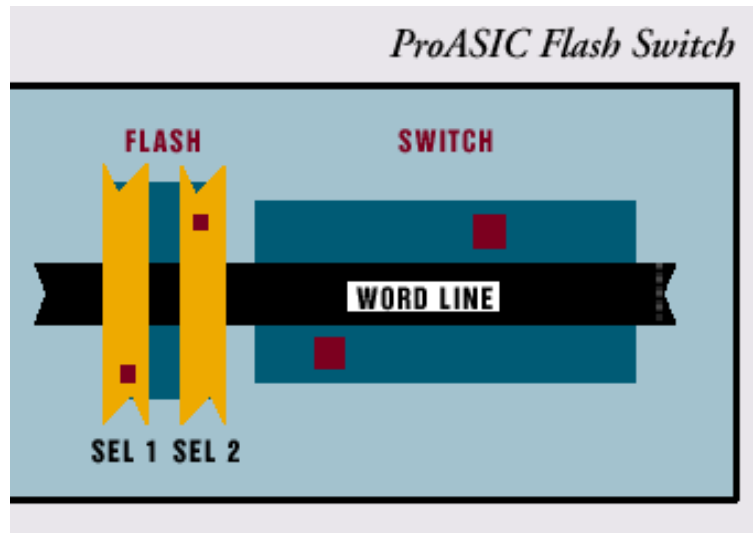 ProASIC Flash Switch
FLASH SWITCH
WORD LINE
SEL 1 SEL 2